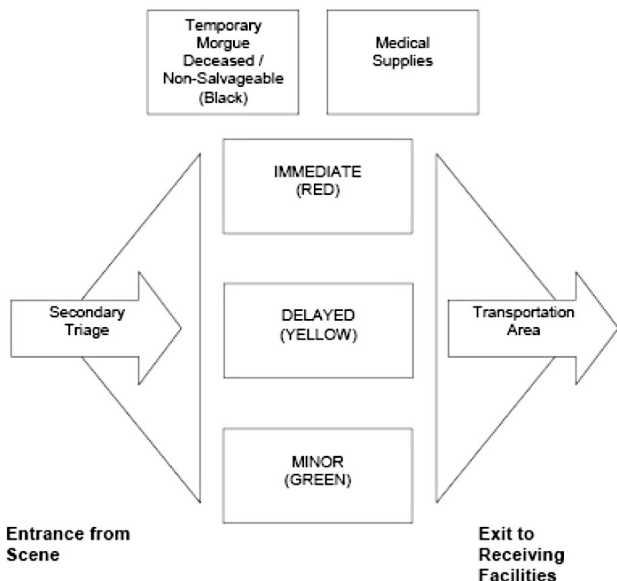 Temporary
Morgue
Deceased /
Non-Salvageable
(Black)
Medical
Supplies
IMMEDIATE
(RED)
Secondary
Triage
DELAYED
(YELLOW)
Transportation
Area
MINOR
(GREEN)
Entrance from
Scene
Exit to
Receiving
Facilities